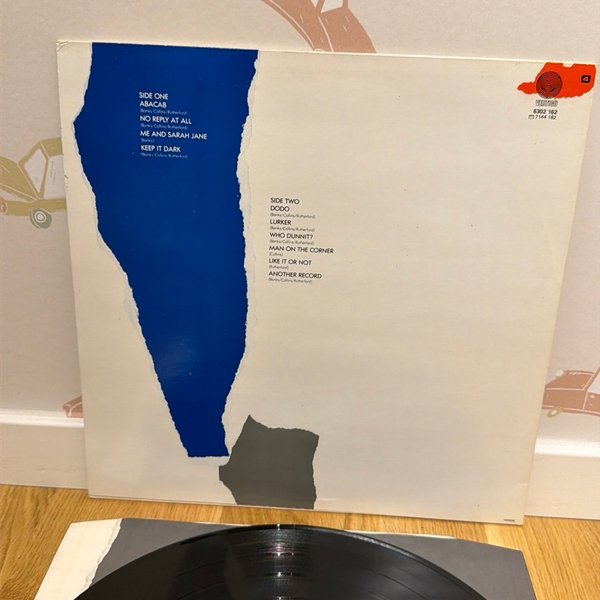 SIDE ONE
ABACAB
(Banks/Collins/Rutherford)
NO REPLY AT ALL
(Banks/Collins/Rutherford)
ME AND SARAH JANE
(Banks)
KEEP IT DARK
(Banks/Collins/Rutherford)
VERTIGO
6302 162
7144 162
SIDE TWO
DODO
(Banks/Collins/Rutherford)
LURKER
(Banks/Collins/Rutherford)
WHO DUNNIT?
(Banks/Collins/Rutherford)
MAN ON THE CORNER
(Collins)
LIKE IT OR NOT
(Rutherford)
ANOTHER RECORD
(Banks/Collins/Rutherford)